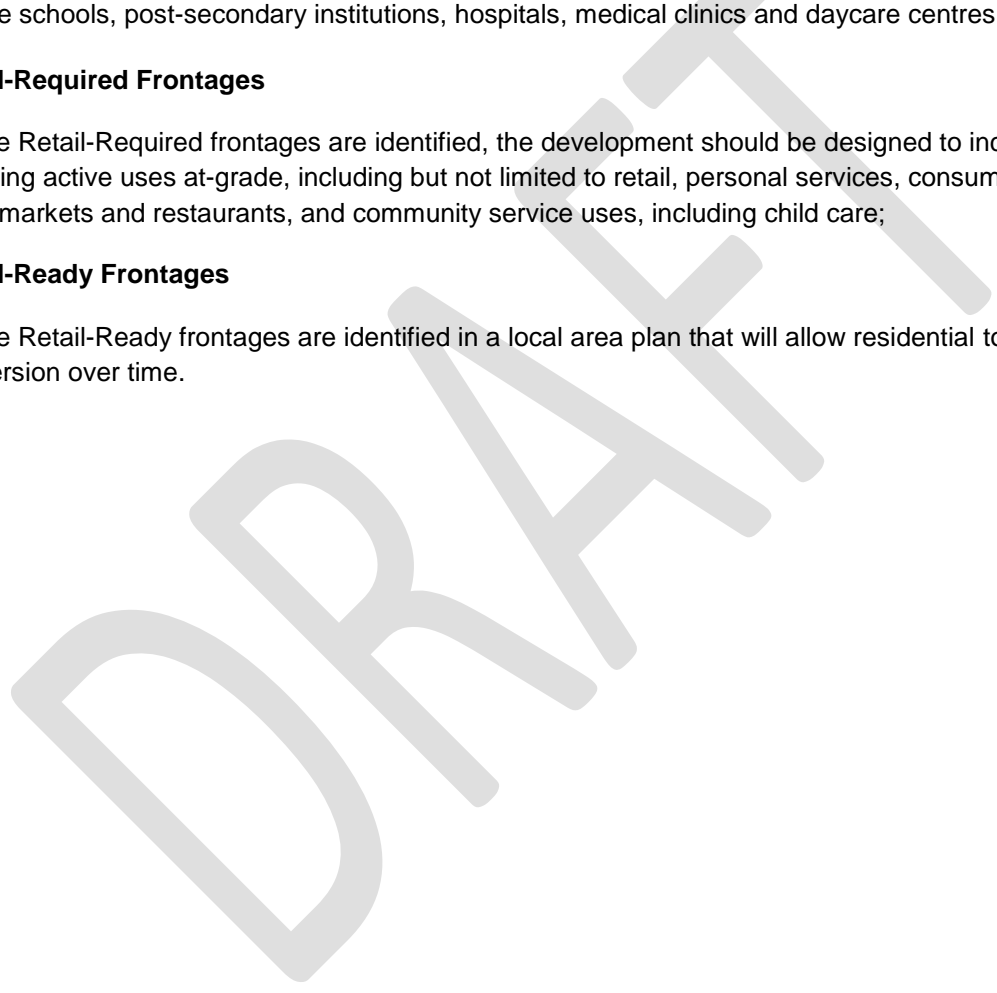 e schools, post-secondary institutions, hospitals, medical clinics and daycare centres
l-Required Frontages
e Retail-Required frontages are identified, the development should be designed to inc
ing active uses at-grade, including but not limited to retail, personal services, consum
markets and restaurants, and community service uses, including child care;
l-Ready Frontages
e Retail-Ready frontages are identified in a local area plan that will allow residential to
ersion over time.
DRAFT